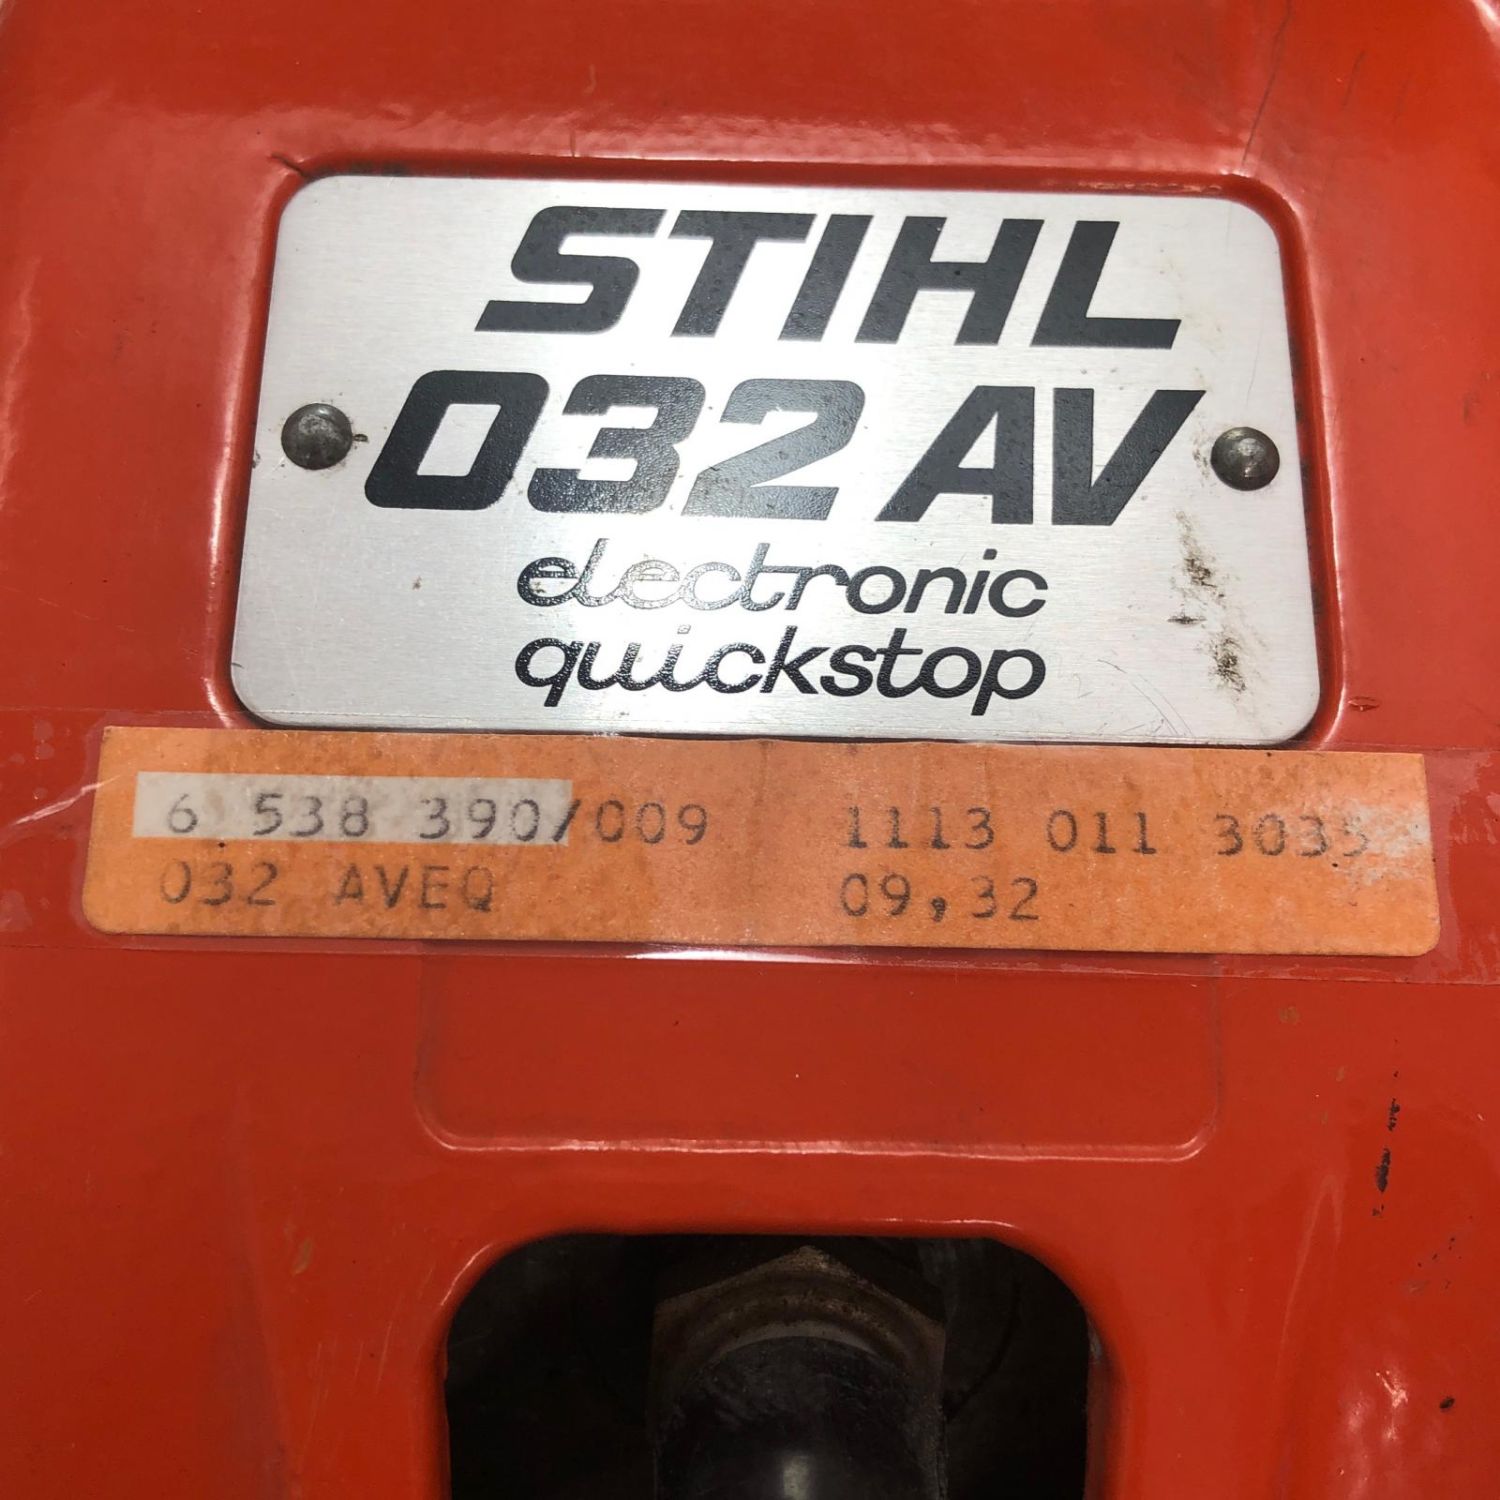 STIHL
032 AV
electronic
quickstop
6 538 390/009 1113 011 3035
032 AVEQ 09,32